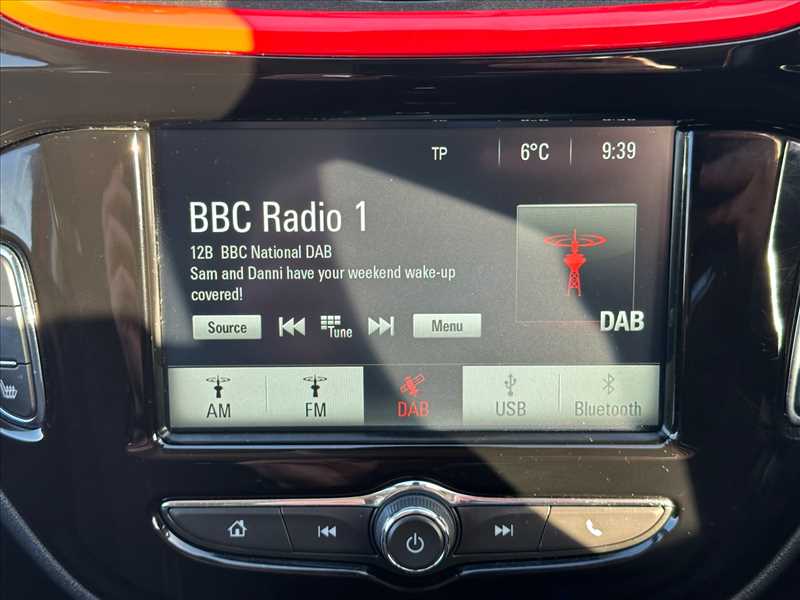 TP 6°C 9:39
BBC Radio 1
12B BBC National DAB
Sam and Danni have your weekend wake-up
covered!
Source Tune Menu
DAB
AM FM DAB USB Bluetooth